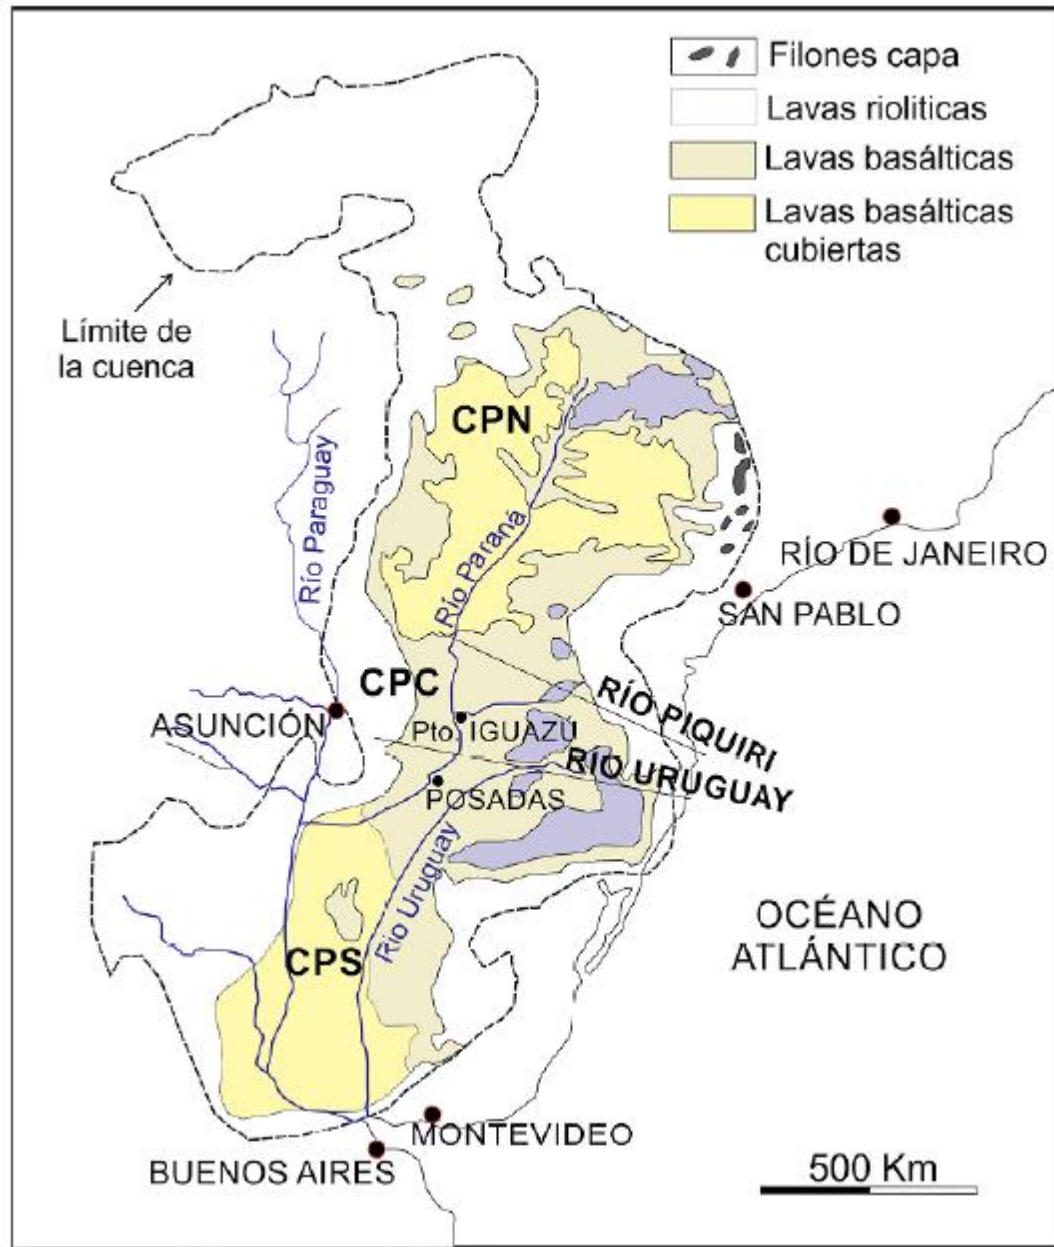 Filones capa
Lavas rioliticas
Lavas basálticas
Lavas basálticas
cubiertas
Límite de
la cuenca
CPN
Río Paraguay
Río Paraná
RÍO DE JANEIRO
SAN PABLO
CPC
RÍO PIQUIRI
ASUNCIÓN
Pto. IGUAZÚ
RÍO URUGUAY
POSADAS
Río Uruguay
OCÉANO
ATLÁNTICO
CPS
MONTEVIDEO
BUENOS AIRES
500 Km